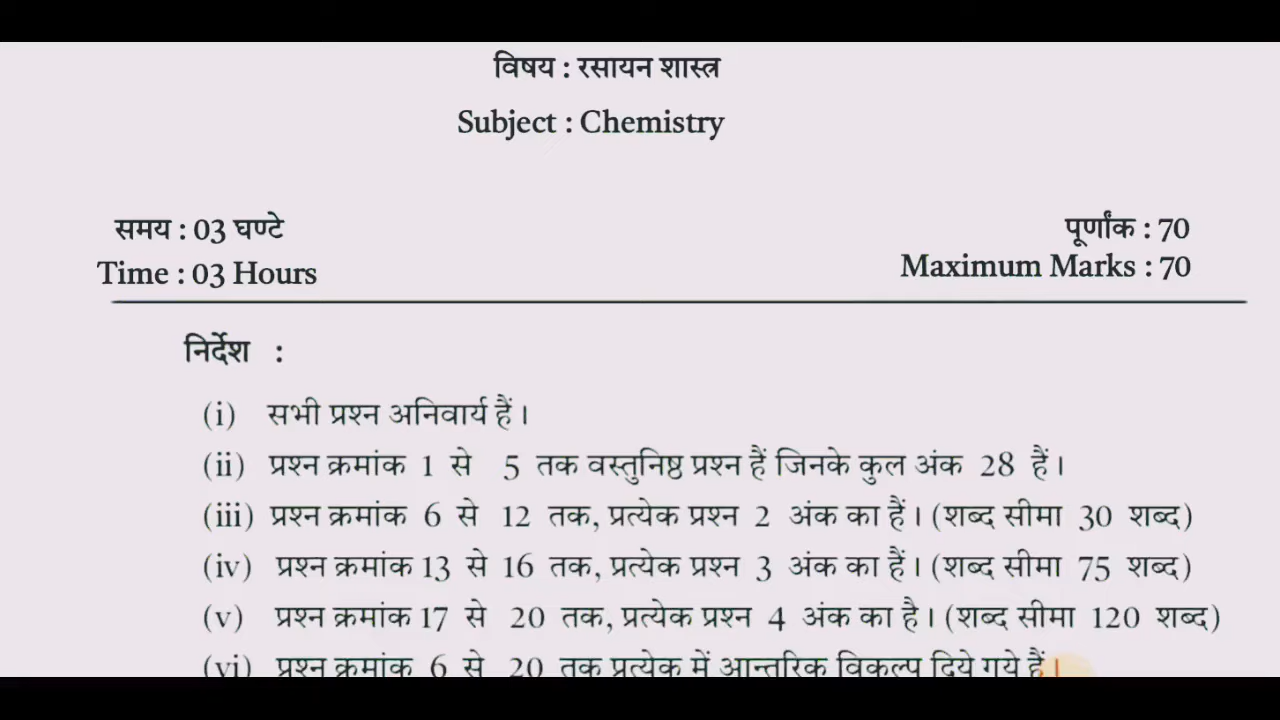 विषय : रसायन शास्त्र
Subject : Chemistry
समय : 03 घण्टे
पूर्णांक : 70
Time : 03 Hours
Maximum Marks : 70
निर्देश :
(i) सभी प्रश्न अनिवार्य हैं।
(ii) प्रश्न क्रमांक 1 से 5 तक वस्तुनिष्ठ प्रश्न हैं जिनके कुल अंक 28 हैं।
(iii) प्रश्न क्रमांक 6 से 12 तक, प्रत्येक प्रश्न 2 अंक का हैं। (शब्द सीमा 30 शब्द)
(iv) प्रश्न क्रमांक 13 से 16 तक, प्रत्येक प्रश्न 3 अंक का हैं। (शब्द सीमा 75 शब्द)
(v) प्रश्न क्रमांक 17 से 20 तक, प्रत्येक प्रश्न 4 अंक का है। (शब्द सीमा 120 शब्द)
(vi) प्रश्न क्रमांक 6 से 20 तक प्रत्येक में आन्तरिक विकल्प दिये गये हैं।